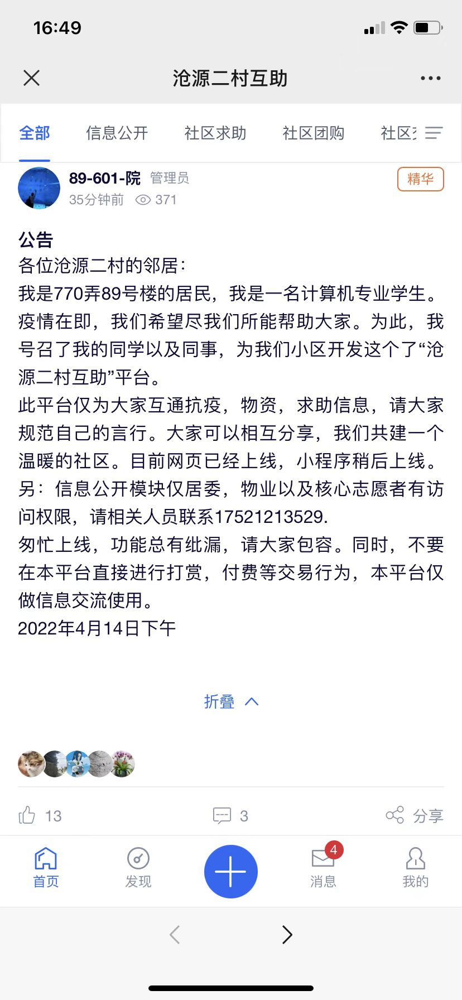 16:49
沧源二村互助
全部 信息公开 社区求助 社区团购 社区
89-601-院 管理员
精华
35分钟前 371
公告
各位沧源二村的邻居：
我是770弄89号楼的居民，我是一名计算机专业学生。
疫情在即，我们希望尽我们所能帮助大家。为此，我
号召了我的同学以及同事，为我们小区开发这个了“沧
源二村互助”平台。
此平台仅为大家互通抗疫，物资，求助信息，请大家
规范自己的言行。大家可以相互分享，我们共建一个
温暖的社区。目前网页已经上线，小程序稍后上线。
另：信息公开模块仅居委，物业以及核心志愿者有访
问权限，请相关人员联系17521213529.
匆忙上线，功能总有纰漏，请大家包容。同时，不要
在本平台直接进行打赏，付费等交易行为，本平台仅
做信息交流使用。
2022年4月14日下午
折叠
13 3 分享
4
首页 发现 消息 我的